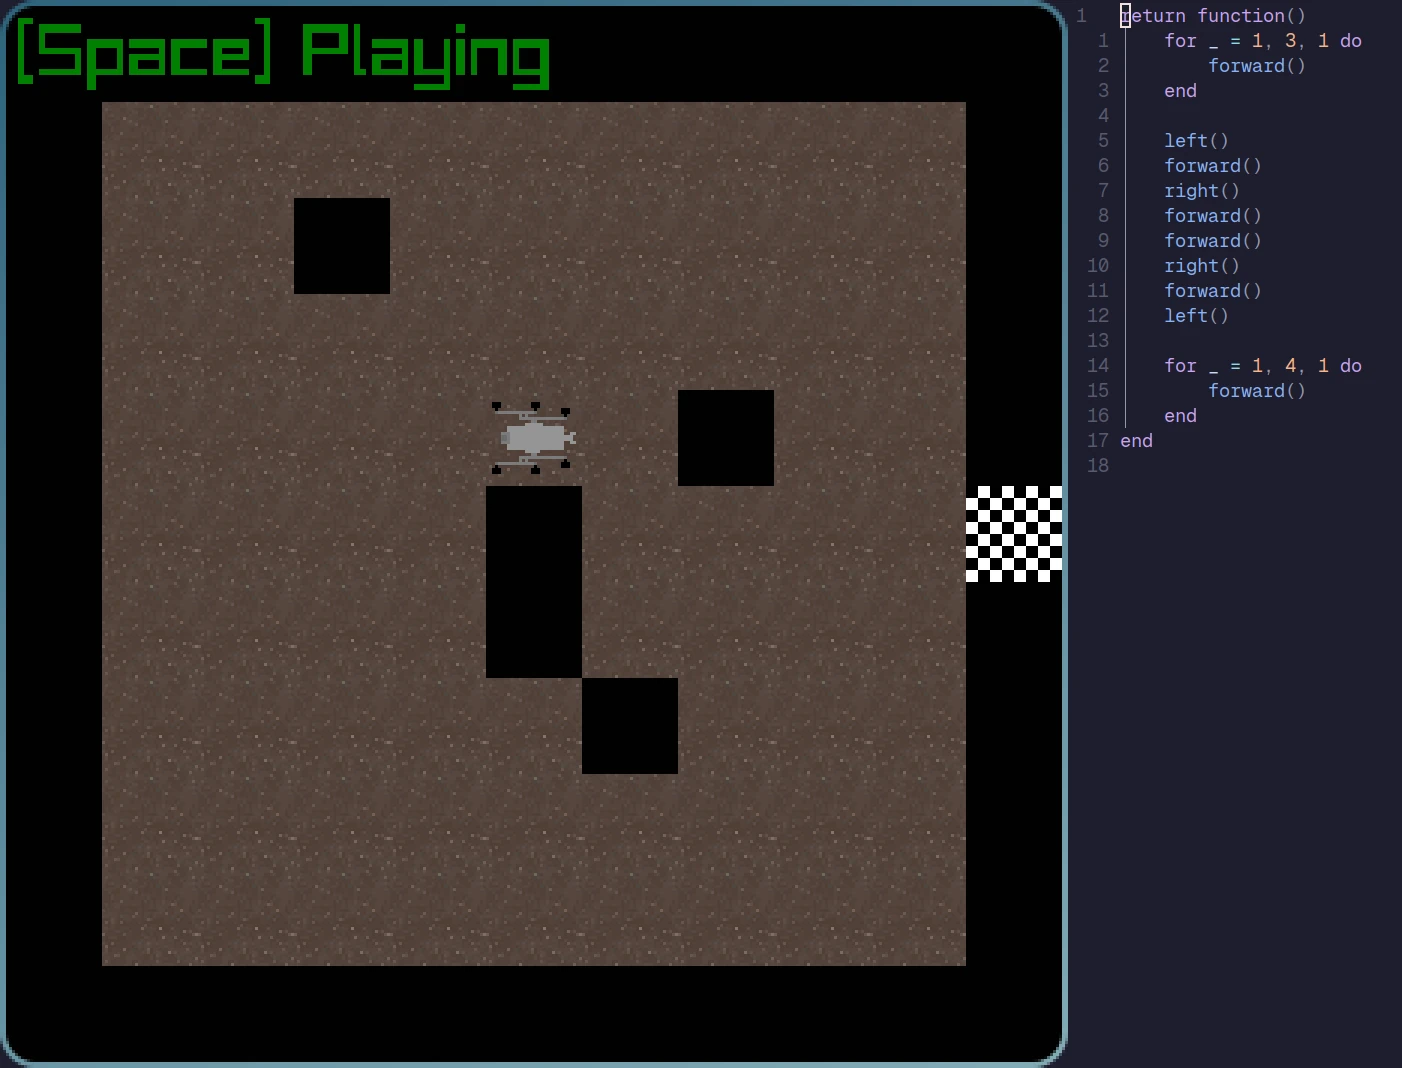 [Space] Playing
1 return function()
1 for _ = 1, 3, 1 do
2 forward()
3 end
4
5 left()
6 forward()
7 right()
8 forward()
9 forward()
10 right()
11 forward()
12 left()
13
14 for _ = 1, 4, 1 do
15 forward()
16 end
17 end
18